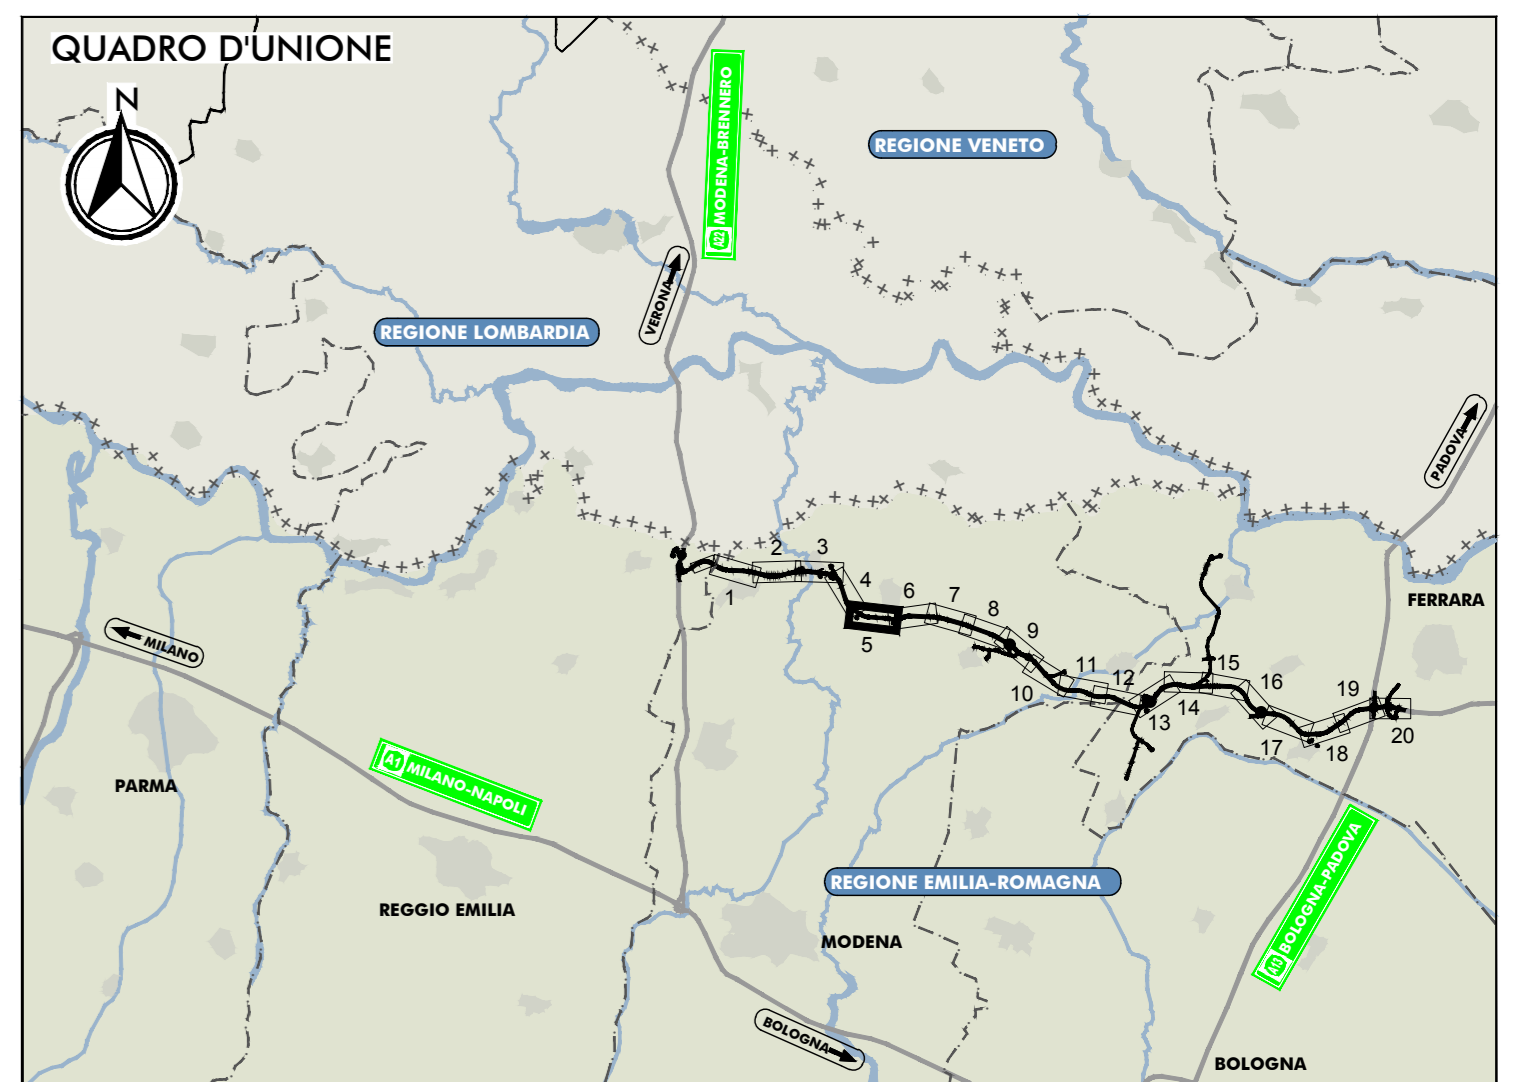 QUADRO D'UNIONE
N
A22 MODENA-BRENNERO
REGIONE VENETO
VERONA
REGIONE LOMBARDIA
PADOVA
2
3
4
1
6
7
8
5
9
FERRARA
MILANO
11
12
10
15
16
14
13
19
17
18
20
PARMA
A1 MILANO-NAPOLI
A13 BOLOGNA-PADOVA
REGIONE EMILIA-ROMAGNA
REGGIO EMILIA
MODENA
BOLOGNA
BOLOGNA